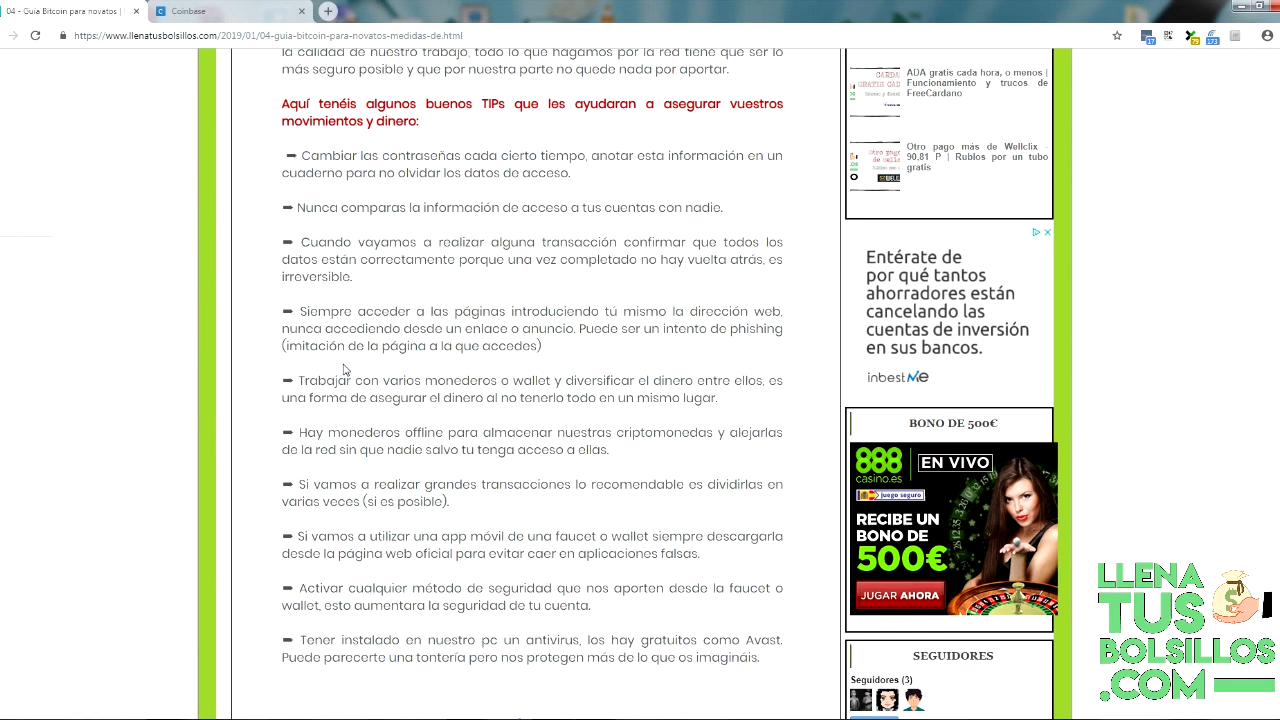 04 - Guía Bitcoin para novatos |
Coinbase
https://www.llenatusbolsillos.com/2019/01/04-guia-bitcoin-para-novatos-medidas-de.html
la calidad de nuestro trabajo, todo lo que hagamos por la red tiene que ser lo
más seguro posible y que por nuestra parte no quede nada por aportar.
Aquí tenéis algunos buenos TIPs que les ayudaran a asegurar vuestros
movimientos y dinero:
➡ Cambiar las contraseñas cada cierto tiempo, anotar esta información en un
cuaderno para no olvidar los datos de acceso.
➡ Nunca comparas la información de acceso a tus cuentas con nadie.
➡ Cuando vayamos a realizar alguna transacción confirmar que todos los
datos están correctamente porque una vez completado no hay vuelta atrás, es
irreversible.
➡ Siempre acceder a las páginas introduciendo tú mismo la dirección web,
nunca accediendo desde un enlace o anuncio. Puede ser un intento de phishing
(imitación de la página a la que accedes)
➡ Trabajar con varios monederos o wallet y diversificar el dinero entre ellos, es
una forma de asegurar el dinero al no tenerlo todo en un mismo lugar.
➡ Hay monederos offline para almacenar nuestras criptomonedas y alejarlas
de la red sin que nadie salvo tu tenga acceso a ellas.
➡ Si vamos a realizar grandes transacciones lo recomendable es dividirlas en
varias veces (si es posible).
➡ Si vamos a utilizar una app móvil de una faucet o wallet siempre descargarla
desde la página web oficial para evitar caer en aplicaciones falsas.
➡ Activar cualquier método de seguridad que nos aporten desde la faucet o
wallet, esto aumentara la seguridad de tu cuenta.
➡ Tener instalado en nuestro pc un antivirus, los hay gratuitos como Avast.
Puede parecerte una tontería pero nos protegen más de lo que os imagináis.
ADA gratis cada hora, o menos |
Funcionamiento y trucos de
FreeCardano
Otro pago más de Wellclix -
90,81 P | Rublos por un tubo
gratis
Entérate de
por qué tantos
ahorradores están
cancelando las
cuentas de inversión
en sus bancos.
inbestMe
BONO DE 500€
888
casino.es
EN VIVO
juego seguro
RECIBE UN
BONO DE
500€
JUGAR AHORA
SEGUIDORES
Seguidores (3)
LLENA
TUS
BOLSILLOS
.COM